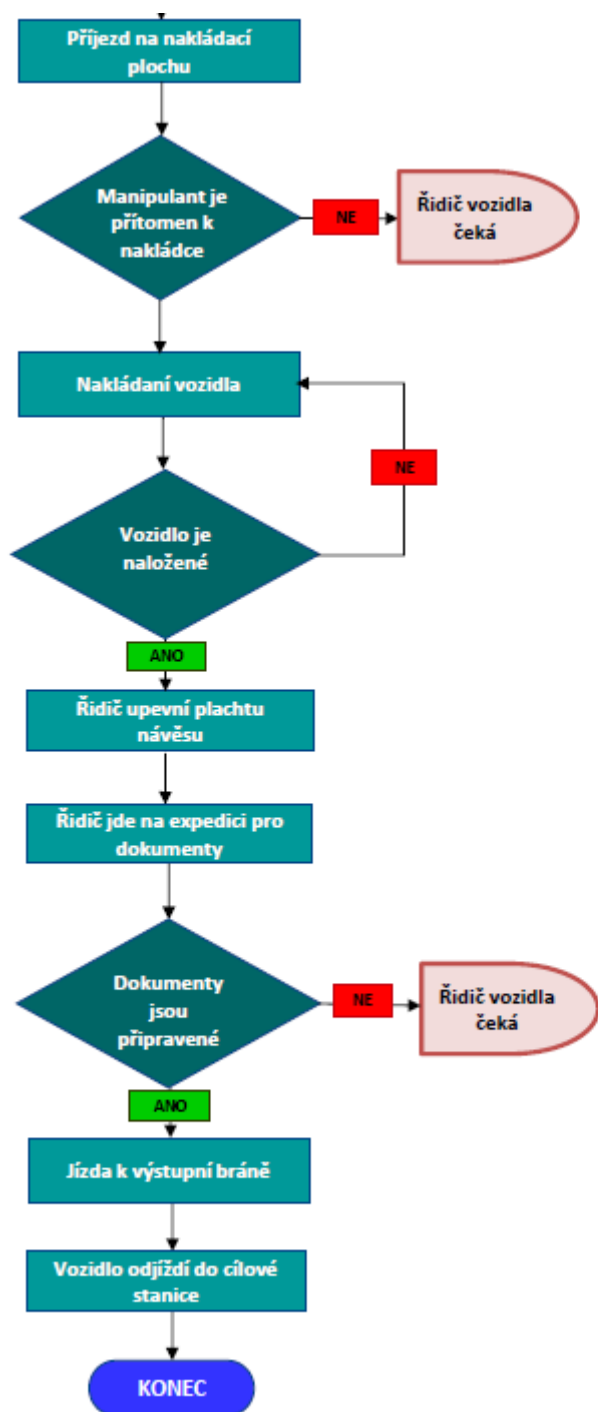 Příjezd na nakládací
plochu
Manipulant je
přítomen k
nakládce
NE
Řidič vozidla
čeká
Nakládaní vozidla
NE
Vozidlo je
naložené
ANO
Řidič upevní plachtu
návěsu
Řidič jde na expedici pro
dokumenty
Dokumenty
jsou
připravené
NE
Řidič vozidla
čeká
ANO
Jízda k výstupní bráně
Vozidlo odjíždí do cílové
stanice
KONEC